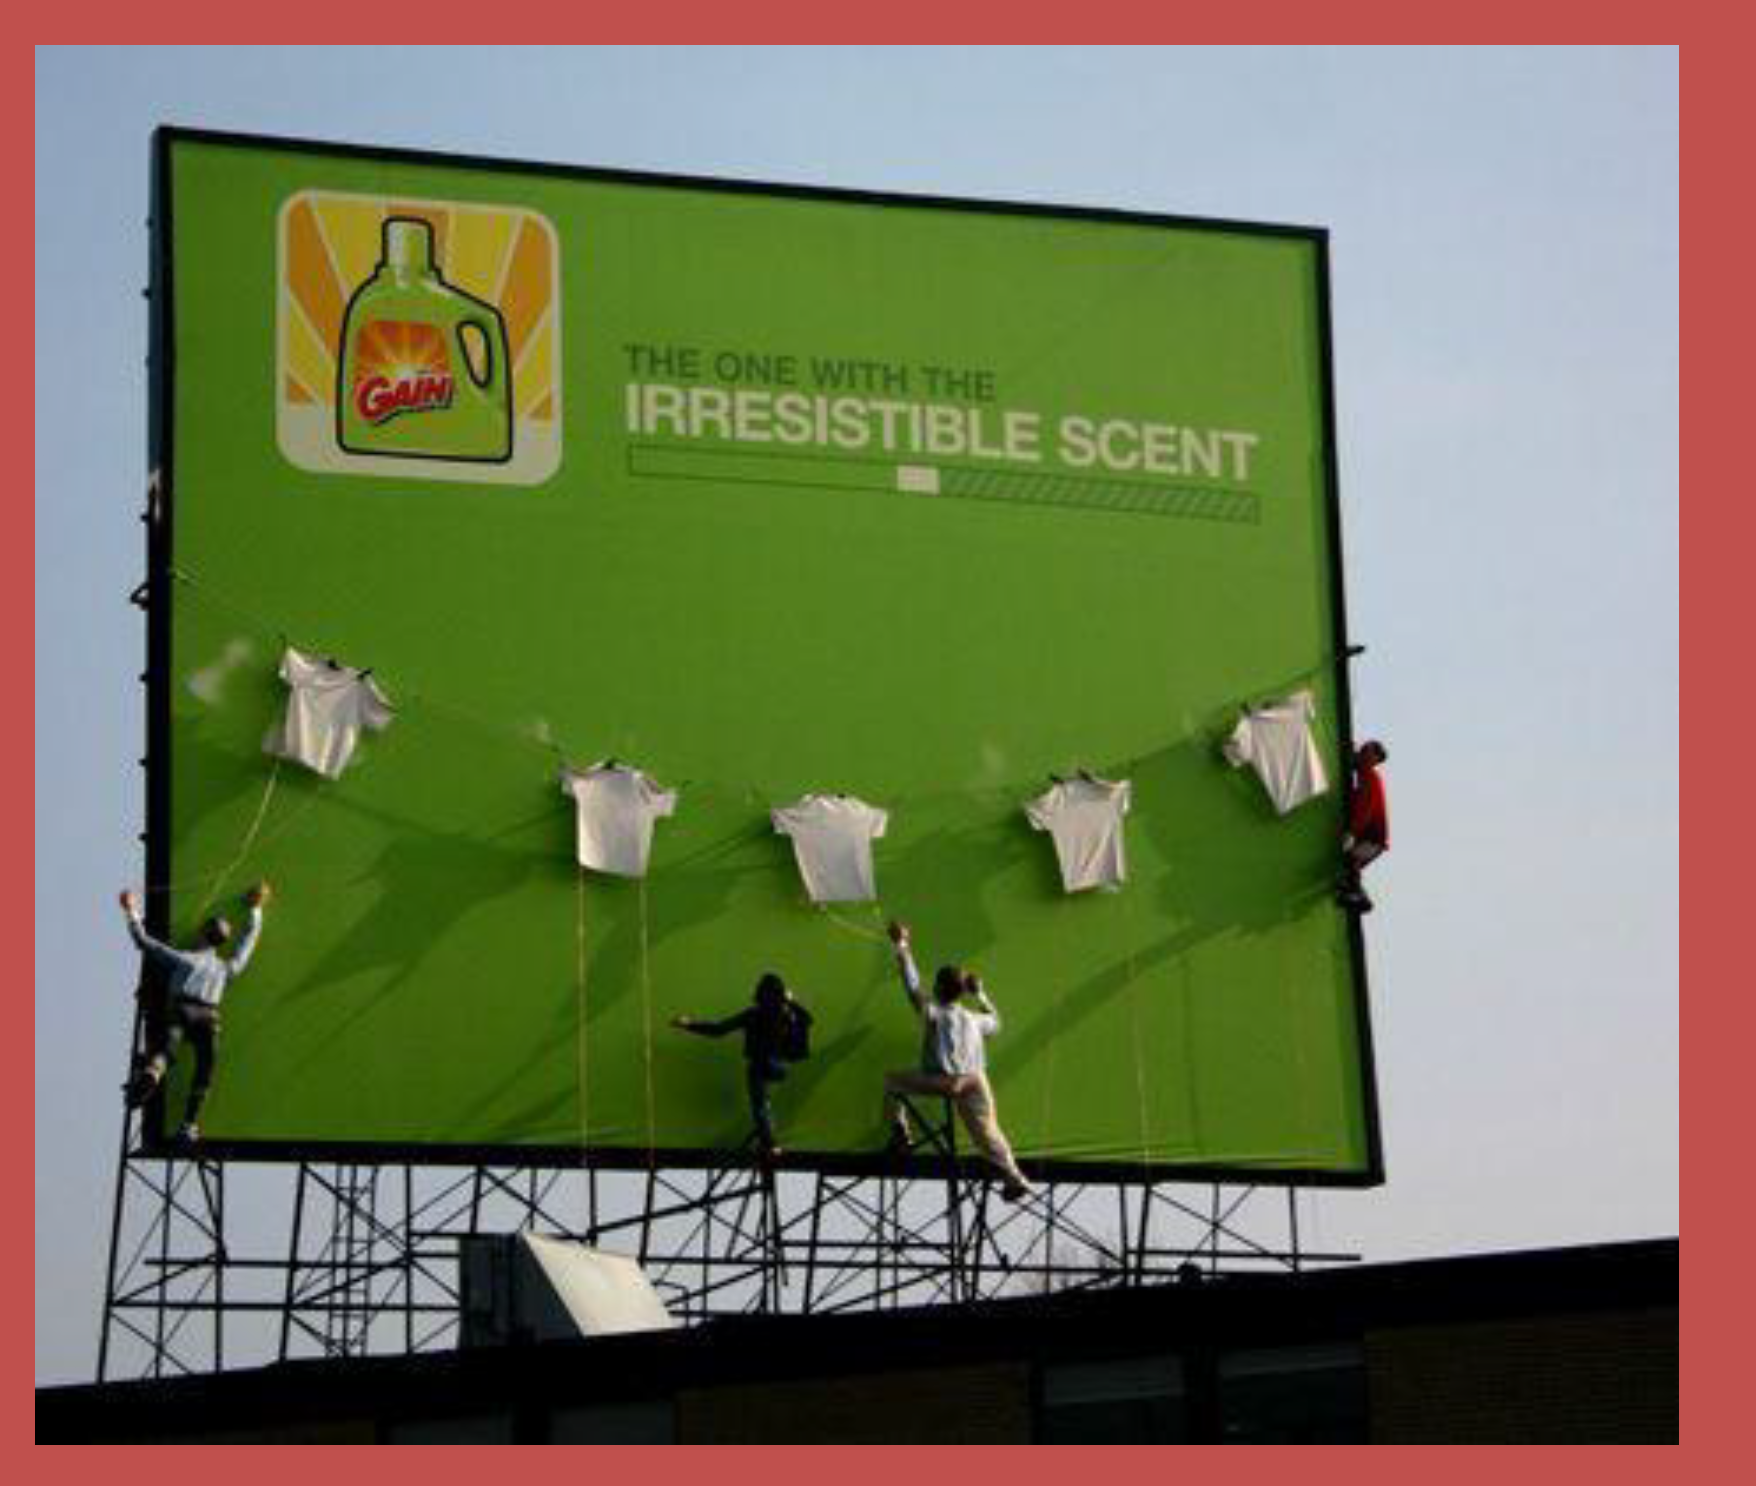 GAIN
THE ONE WITH THE
IRRESISTIBLE SCENT